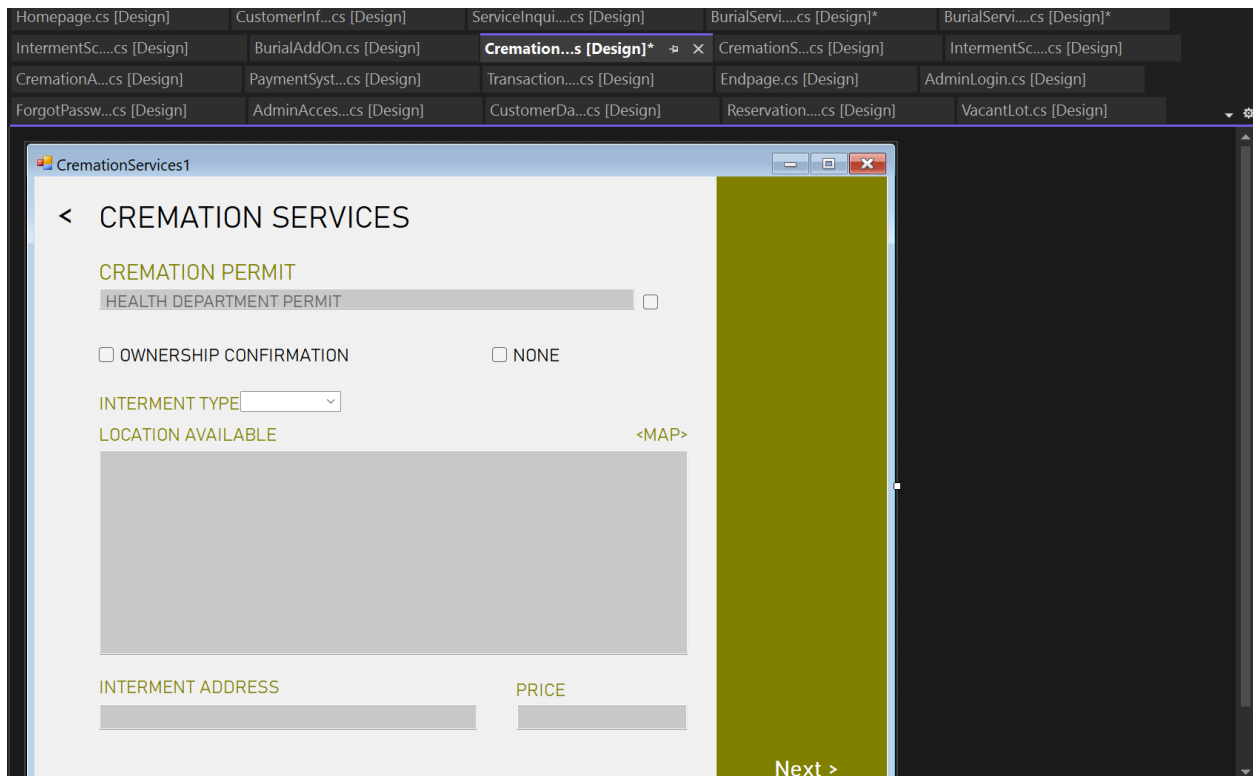 Homepage.cs [Design] CustomerInf...cs [Design] ServiceInqui....cs [Design] BurialServi....cs [Design]* BurialServi....cs [Design]*
IntermentSc....cs [Design] BurialAddOn.cs [Design] Cremation...s [Design]* CremationS...cs [Design] IntermentSc....cs [Design]
CremationA...cs [Design] PaymentSyst...cs [Design] Transaction....cs [Design] Endpage.cs [Design] AdminLogin.cs [Design]
ForgotPassw...cs [Design] AdminAcces...cs [Design] CustomerDa...cs [Design] Reservation....cs [Design] VacantLot.cs [Design]
CremationServices1
< CREMATION SERVICES
CREMATION PERMIT
HEALTH DEPARTMENT PERMIT
OWNERSHIP CONFIRMATION NONE
INTERMENT TYPE
LOCATION AVAILABLE <MAP>
INTERMENT ADDRESS PRICE
Next >